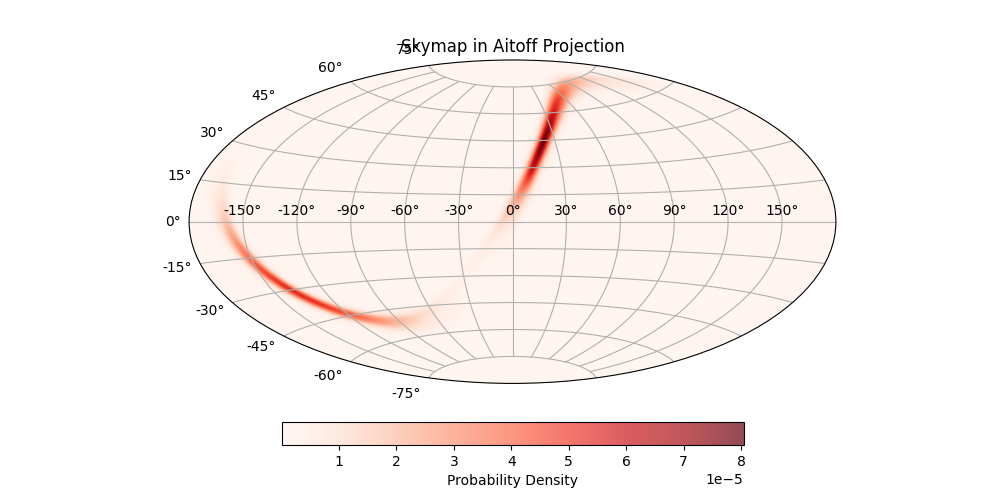 Skymap in Aitoff Projection
75°
60°
45°
30°
15°
-150° -120° -90° -60° -30° 0° 30° 60° 90° 120° 150°
0°
-15°
-30°
-45°
-60°
-75°
1 2 3 4 5 6 7 8
1e−5
Probability Density